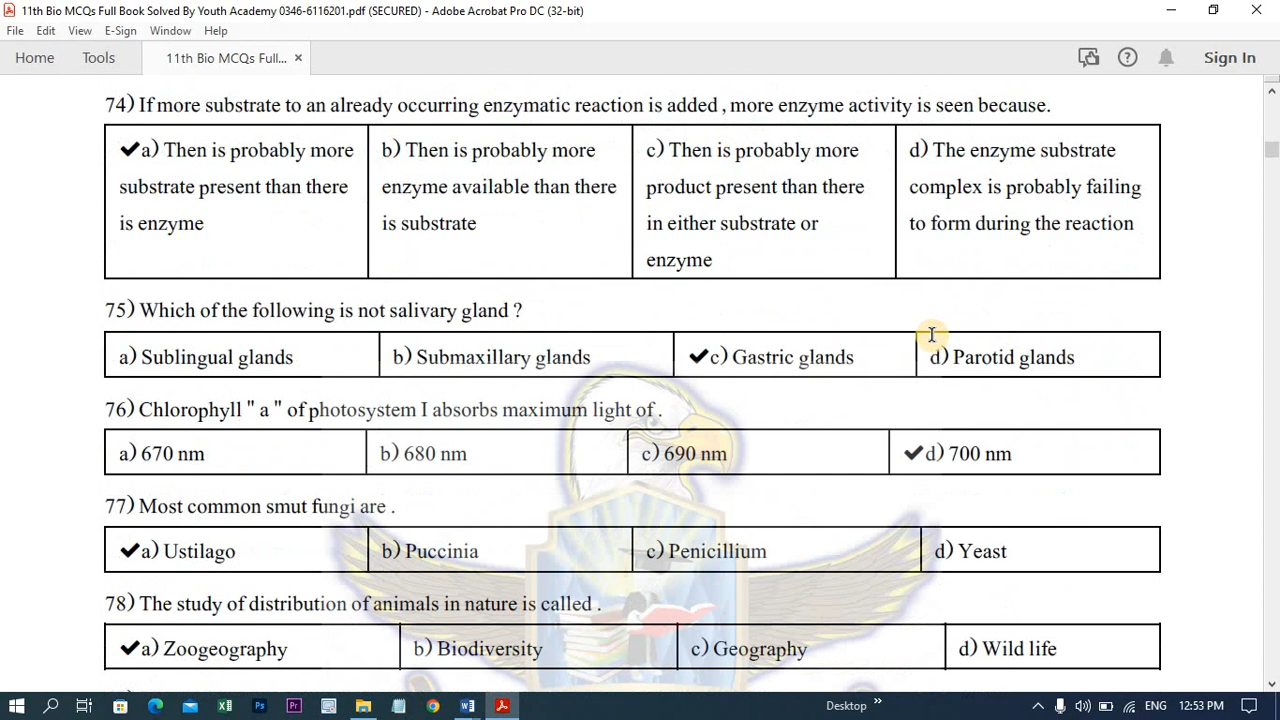 11th Bio MCQs Full Book Solved By Youth Academy 0346-6116201.pdf (SECURED) - Adobe Acrobat Pro DC (32-bit)
File Edit View E-Sign Window Help
Home Tools 11th Bio MCQs Full... × Sign In
74) If more substrate to an already occurring enzymatic reaction is added , more enzyme activity is seen because.
✔a) Then is probably more substrate present than there is enzyme
b) Then is probably more enzyme available than there is substrate
c) Then is probably more product present than there in either substrate or enzyme
d) The enzyme substrate complex is probably failing to form during the reaction
75) Which of the following is not salivary gland ?
a) Sublingual glands b) Submaxillary glands ✔c) Gastric glands d) Parotid glands
76) Chlorophyll " a " of photosystem I absorbs maximum light of .
a) 670 nm b) 680 nm c) 690 nm ✔d) 700 nm
77) Most common smut fungi are .
✔a) Ustilago b) Puccinia c) Penicillium d) Yeast
78) The study of distribution of animals in nature is called .
✔a) Zoogeography b) Biodiversity c) Geography d) Wild life
Desktop » 12:53 PM